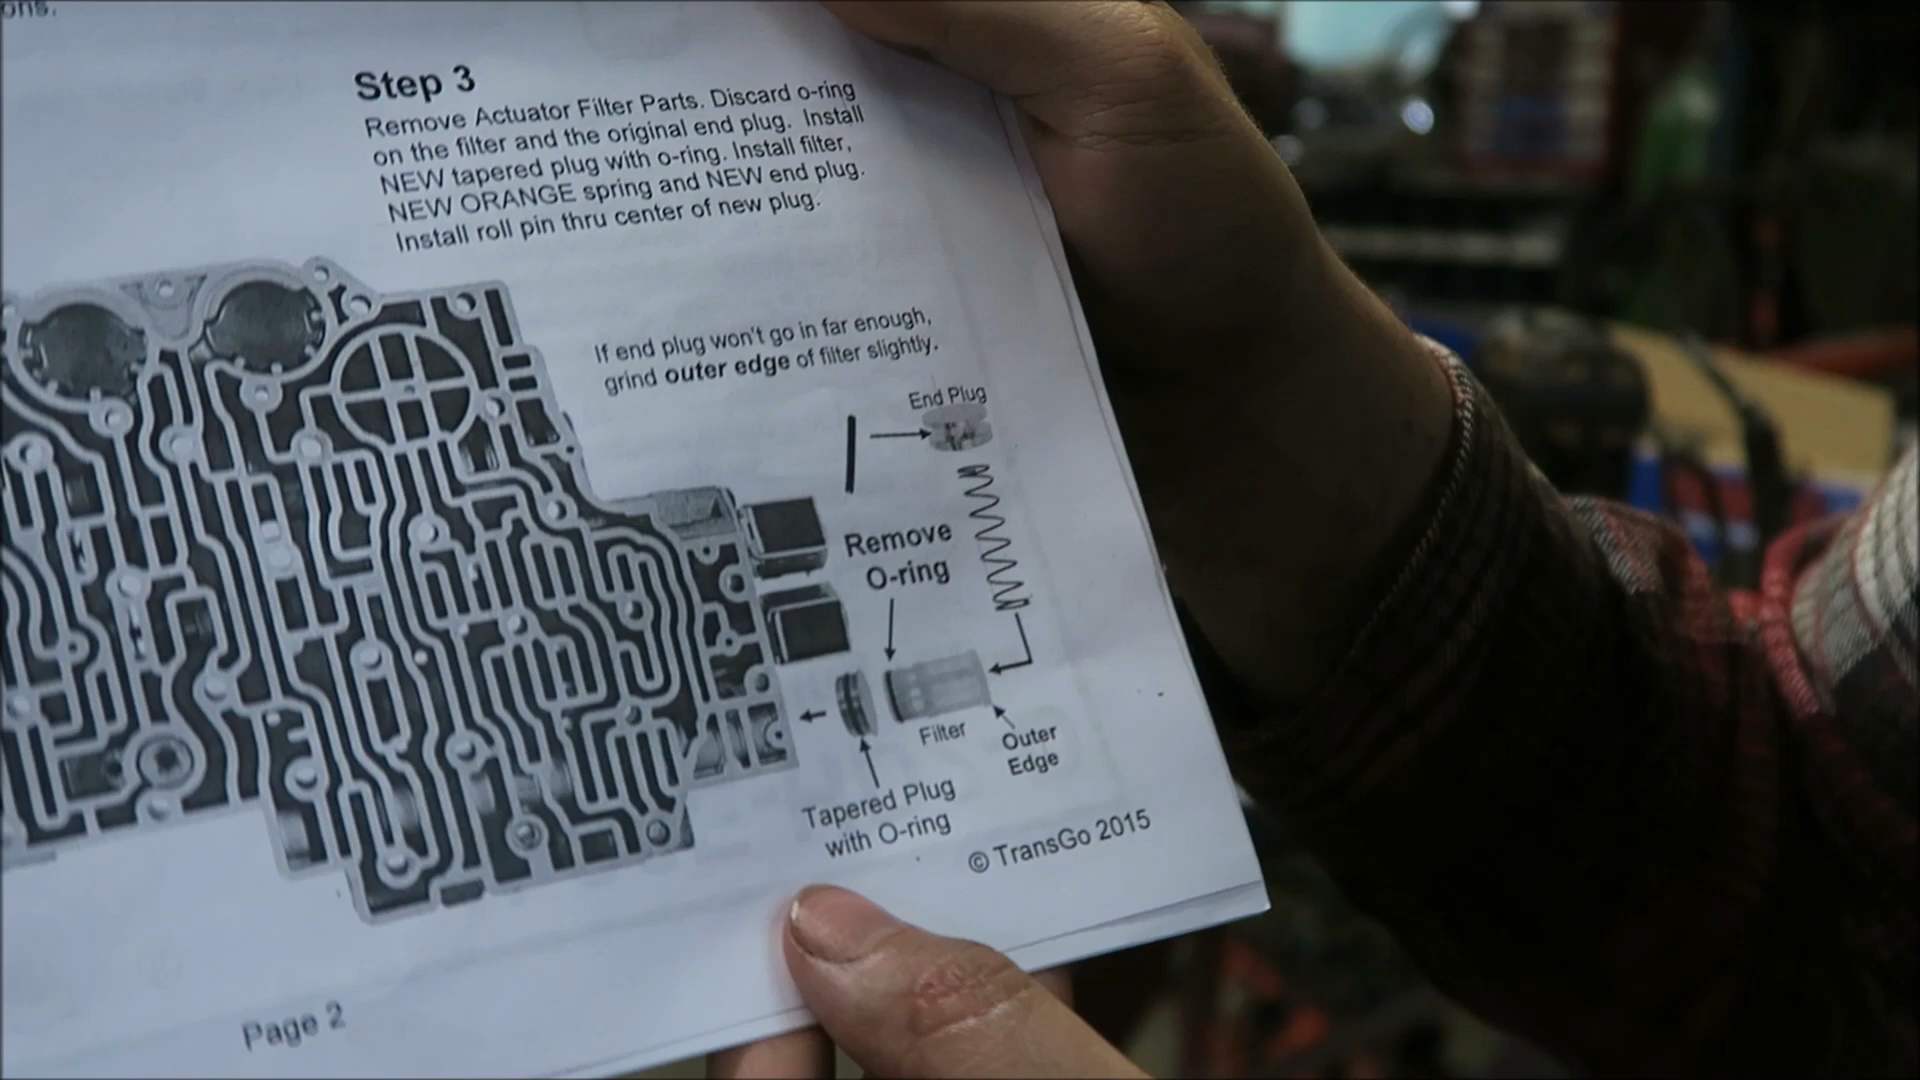 ons.
Step 3
Remove Actuator Filter Parts. Discard o-ring
on the filter and the original end plug. Install
NEW tapered plug with o-ring. Install filter,
NEW ORANGE spring and NEW end plug.
Install roll pin thru center of new plug.
If end plug won't go in far enough,
grind outer edge of filter slightly.
End Plug
Remove
O-ring
Filter
Outer
Edge
Tapered Plug
with O-ring
© TransGo 2015
Page 2